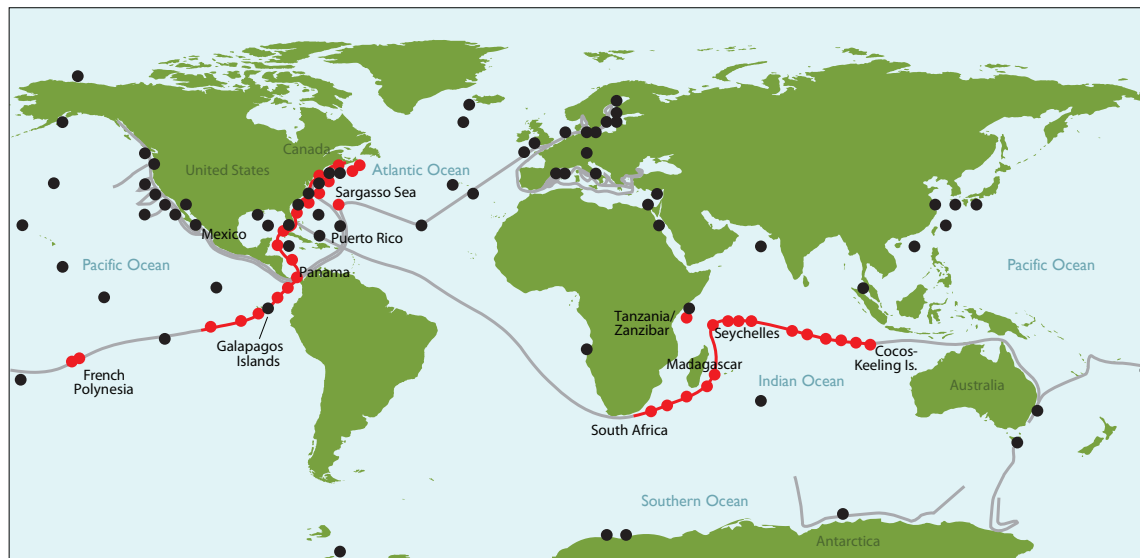 Canada
United States
Atlantic Ocean
Sargasso Sea
Mexico
Puerto Rico
Pacific Ocean
Panama
Pacific Ocean
Tanzania/
Zanzibar
Seychelles
Galapagos
Islands
French
Polynesia
Madagascar
Cocos-
Keeling Is.
Indian Ocean
Australia
South Africa
Southern Ocean
Antarctica